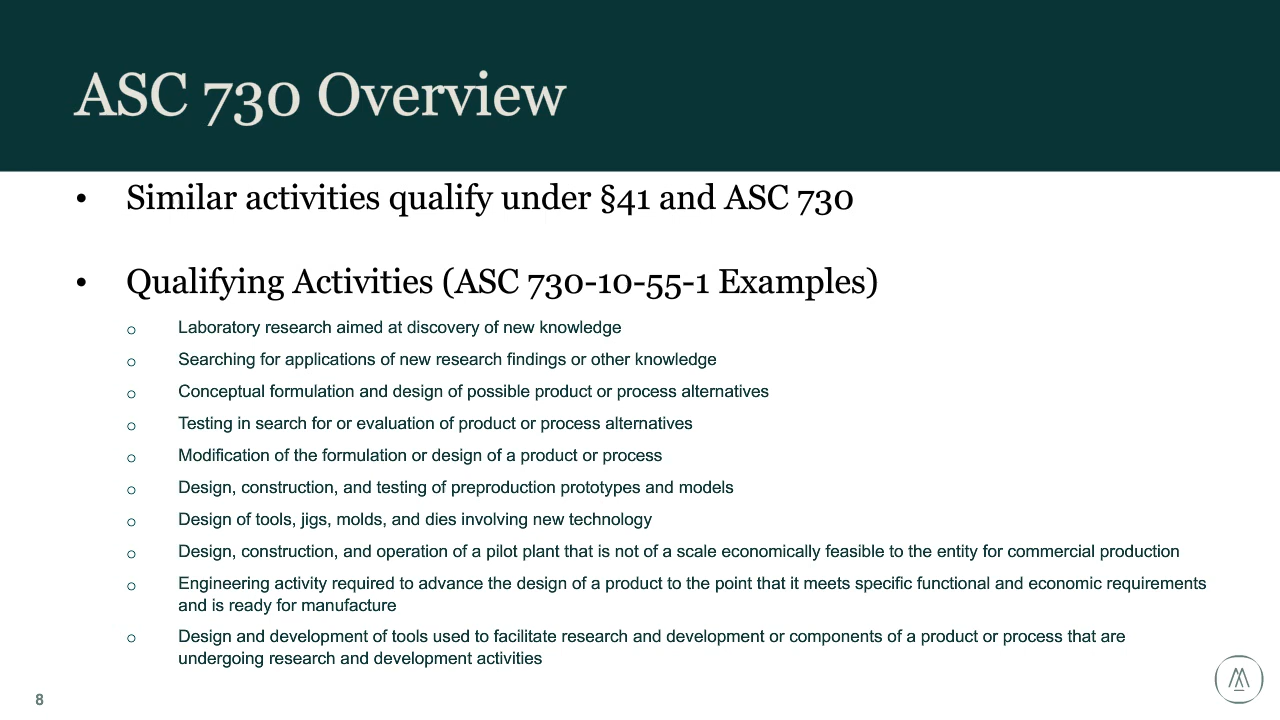 ASC 730 Overview
• Similar activities qualify under §41 and ASC 730
• Qualifying Activities (ASC 730-10-55-1 Examples)
o Laboratory research aimed at discovery of new knowledge
o Searching for applications of new research findings or other knowledge
o Conceptual formulation and design of possible product or process alternatives
o Testing in search for or evaluation of product or process alternatives
o Modification of the formulation or design of a product or process
o Design, construction, and testing of preproduction prototypes and models
o Design of tools, jigs, molds, and dies involving new technology
o Design, construction, and operation of a pilot plant that is not of a scale economically feasible to the entity for commercial production
o Engineering activity required to advance the design of a product to the point that it meets specific functional and economic requirements
and is ready for manufacture
o Design and development of tools used to facilitate research and development or components of a product or process that are
undergoing research and development activities
8